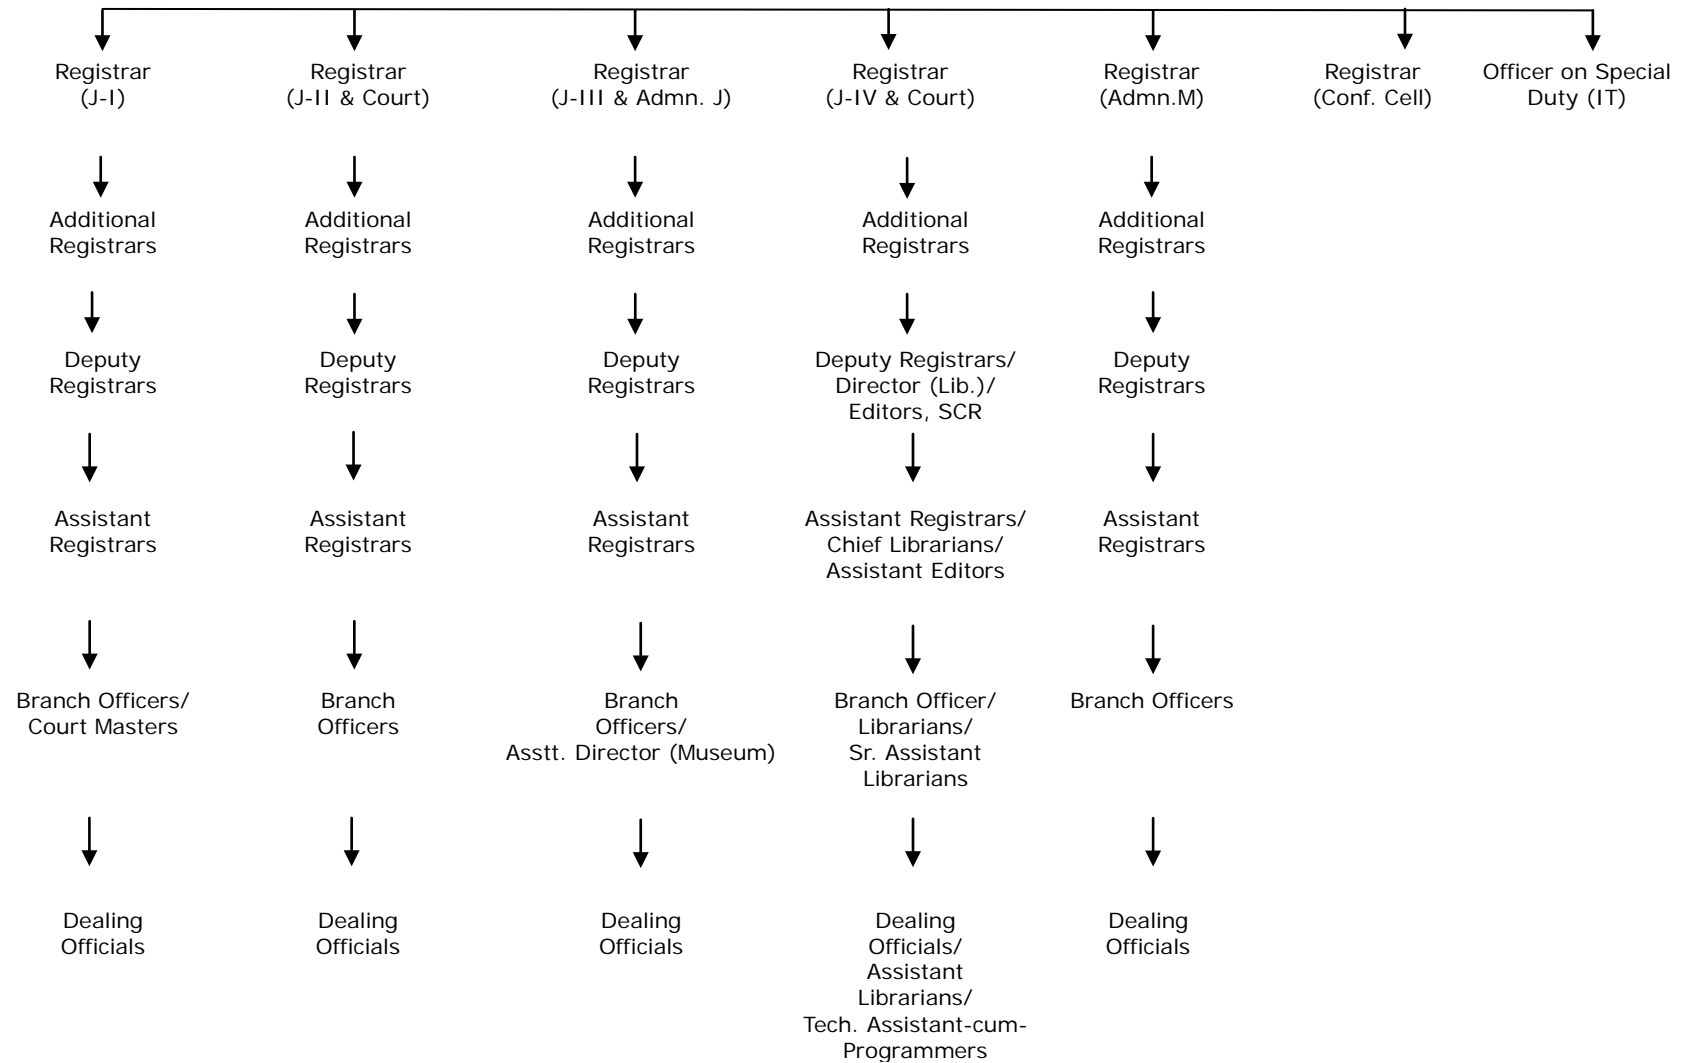 Registrar
(J-I)
Registrar
(J-II & Court)
Registrar
(J-III & Admn. J)
Registrar
(J-IV & Court)
Registrar
(Admn.M)
Registrar
(Conf. Cell)
Officer on Special
Duty (IT)
Additional
Registrars
Additional
Registrars
Additional
Registrars
Additional
Registrars
Additional
Registrars
Deputy
Registrars
Deputy
Registrars
Deputy
Registrars
Deputy Registrars/
Director (Lib.)/
Editors, SCR
Deputy
Registrars
Assistant
Registrars
Assistant
Registrars
Assistant
Registrars
Assistant Registrars/
Chief Librarians/
Assistant Editors
Assistant
Registrars
Branch Officers/
Court Masters
Branch
Officers
Branch
Officers/
Asstt. Director (Museum)
Branch Officer/
Librarians/
Sr. Assistant
Librarians
Branch Officers
Dealing
Officials
Dealing
Officials
Dealing
Officials
Dealing
Officials/
Assistant
Librarians/
Tech. Assistant-cum-
Programmers
Dealing
Officials